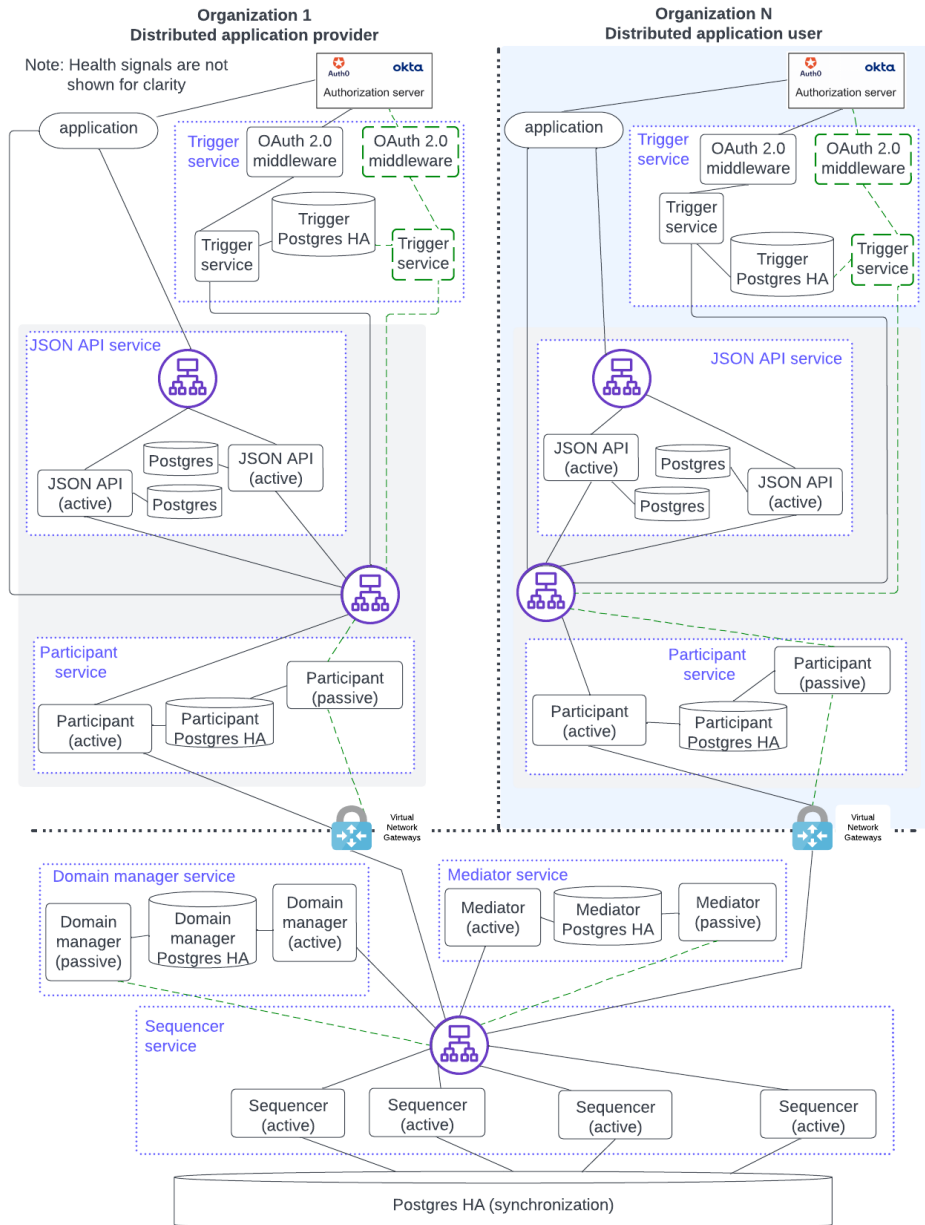 Organization 1
Distributed application provider
Organization N
Distributed application user
Note: Health signals are not
shown for clarity
Auth0
okta
Authorization server
application
Trigger
service
OAuth 2.0
middleware
OAuth 2.0
middleware
Trigger
Postgres HA
Trigger
service
Trigger
service
Auth0
okta
Authorization server
application
Trigger
service
OAuth 2.0
middleware
OAuth 2.0
middleware
Trigger
service
Trigger
Postgres HA
Trigger
service
JSON API service
JSON API
(active)
Postgres
Postgres
JSON API
(active)
JSON API service
JSON API
(active)
Postgres
Postgres
JSON API
(active)
Participant
service
Participant
(passive)
Participant
(active)
Participant
Postgres HA
Participant
service
Participant
(passive)
Participant
(active)
Participant
Postgres HA
Virtual
Network
Gateways
Virtual
Network
Gateways
Domain manager service
Domain
manager
(passive)
Domain
manager
Postgres HA
Domain
manager
(active)
Mediator service
Mediator
(active)
Mediator
Postgres HA
Mediator
(passive)
Sequencer
service
Sequencer
(active)
Sequencer
(active)
Sequencer
(active)
Sequencer
(active)
Postgres HA (synchronization)